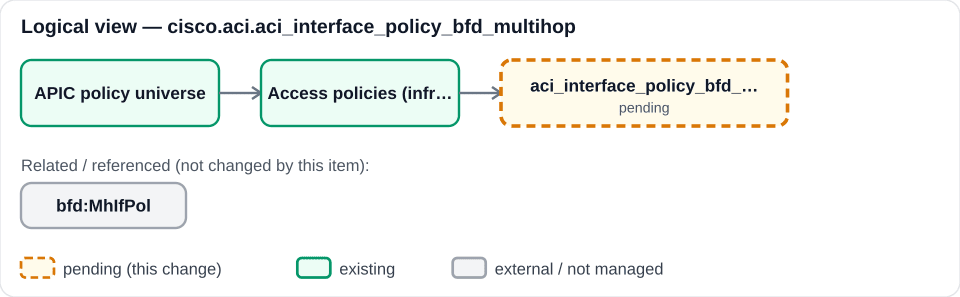 Logical view — cisco.aci.aci_interface_policy_bfd_multihop
APIC policy universe
Access policies (infr…
aci_interface_policy_bfd_…
pending
Related / referenced (not changed by this item):
bfd:MhIfPol
pending (this change)
existing
external / not managed